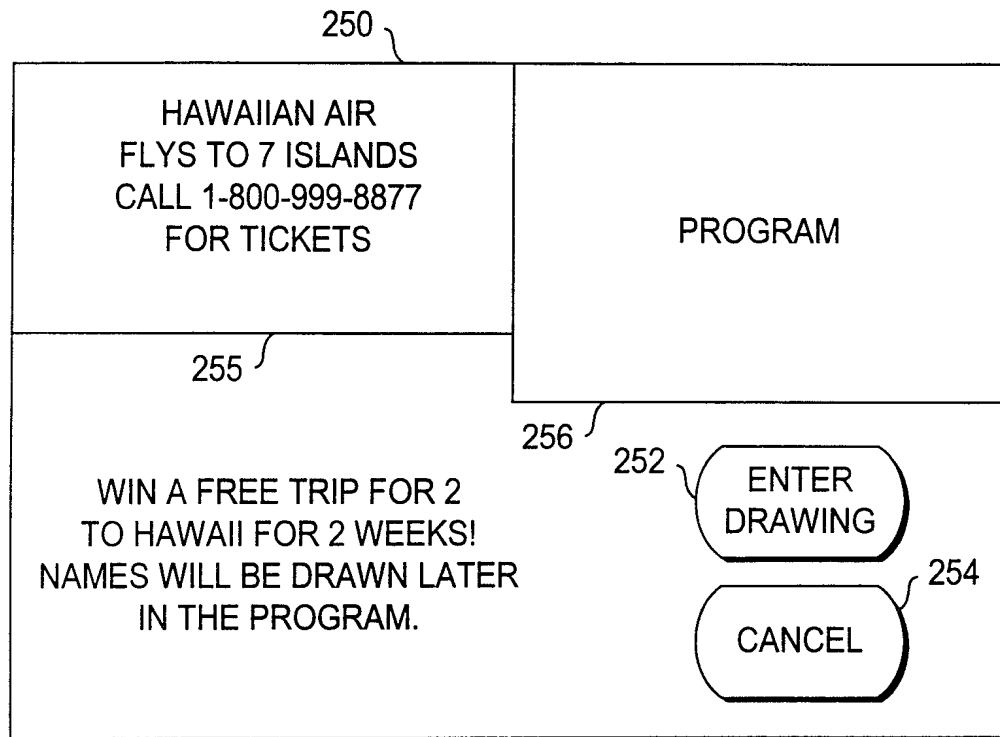 250
HAWAIIAN AIR
FLYS TO 7 ISLANDS
CALL 1-800-999-8877
FOR TICKETS
PROGRAM
255
256
WIN A FREE TRIP FOR 2
TO HAWAII FOR 2 WEEKS!
NAMES WILL BE DRAWN LATER
IN THE PROGRAM.
252
ENTER
DRAWING
254
CANCEL